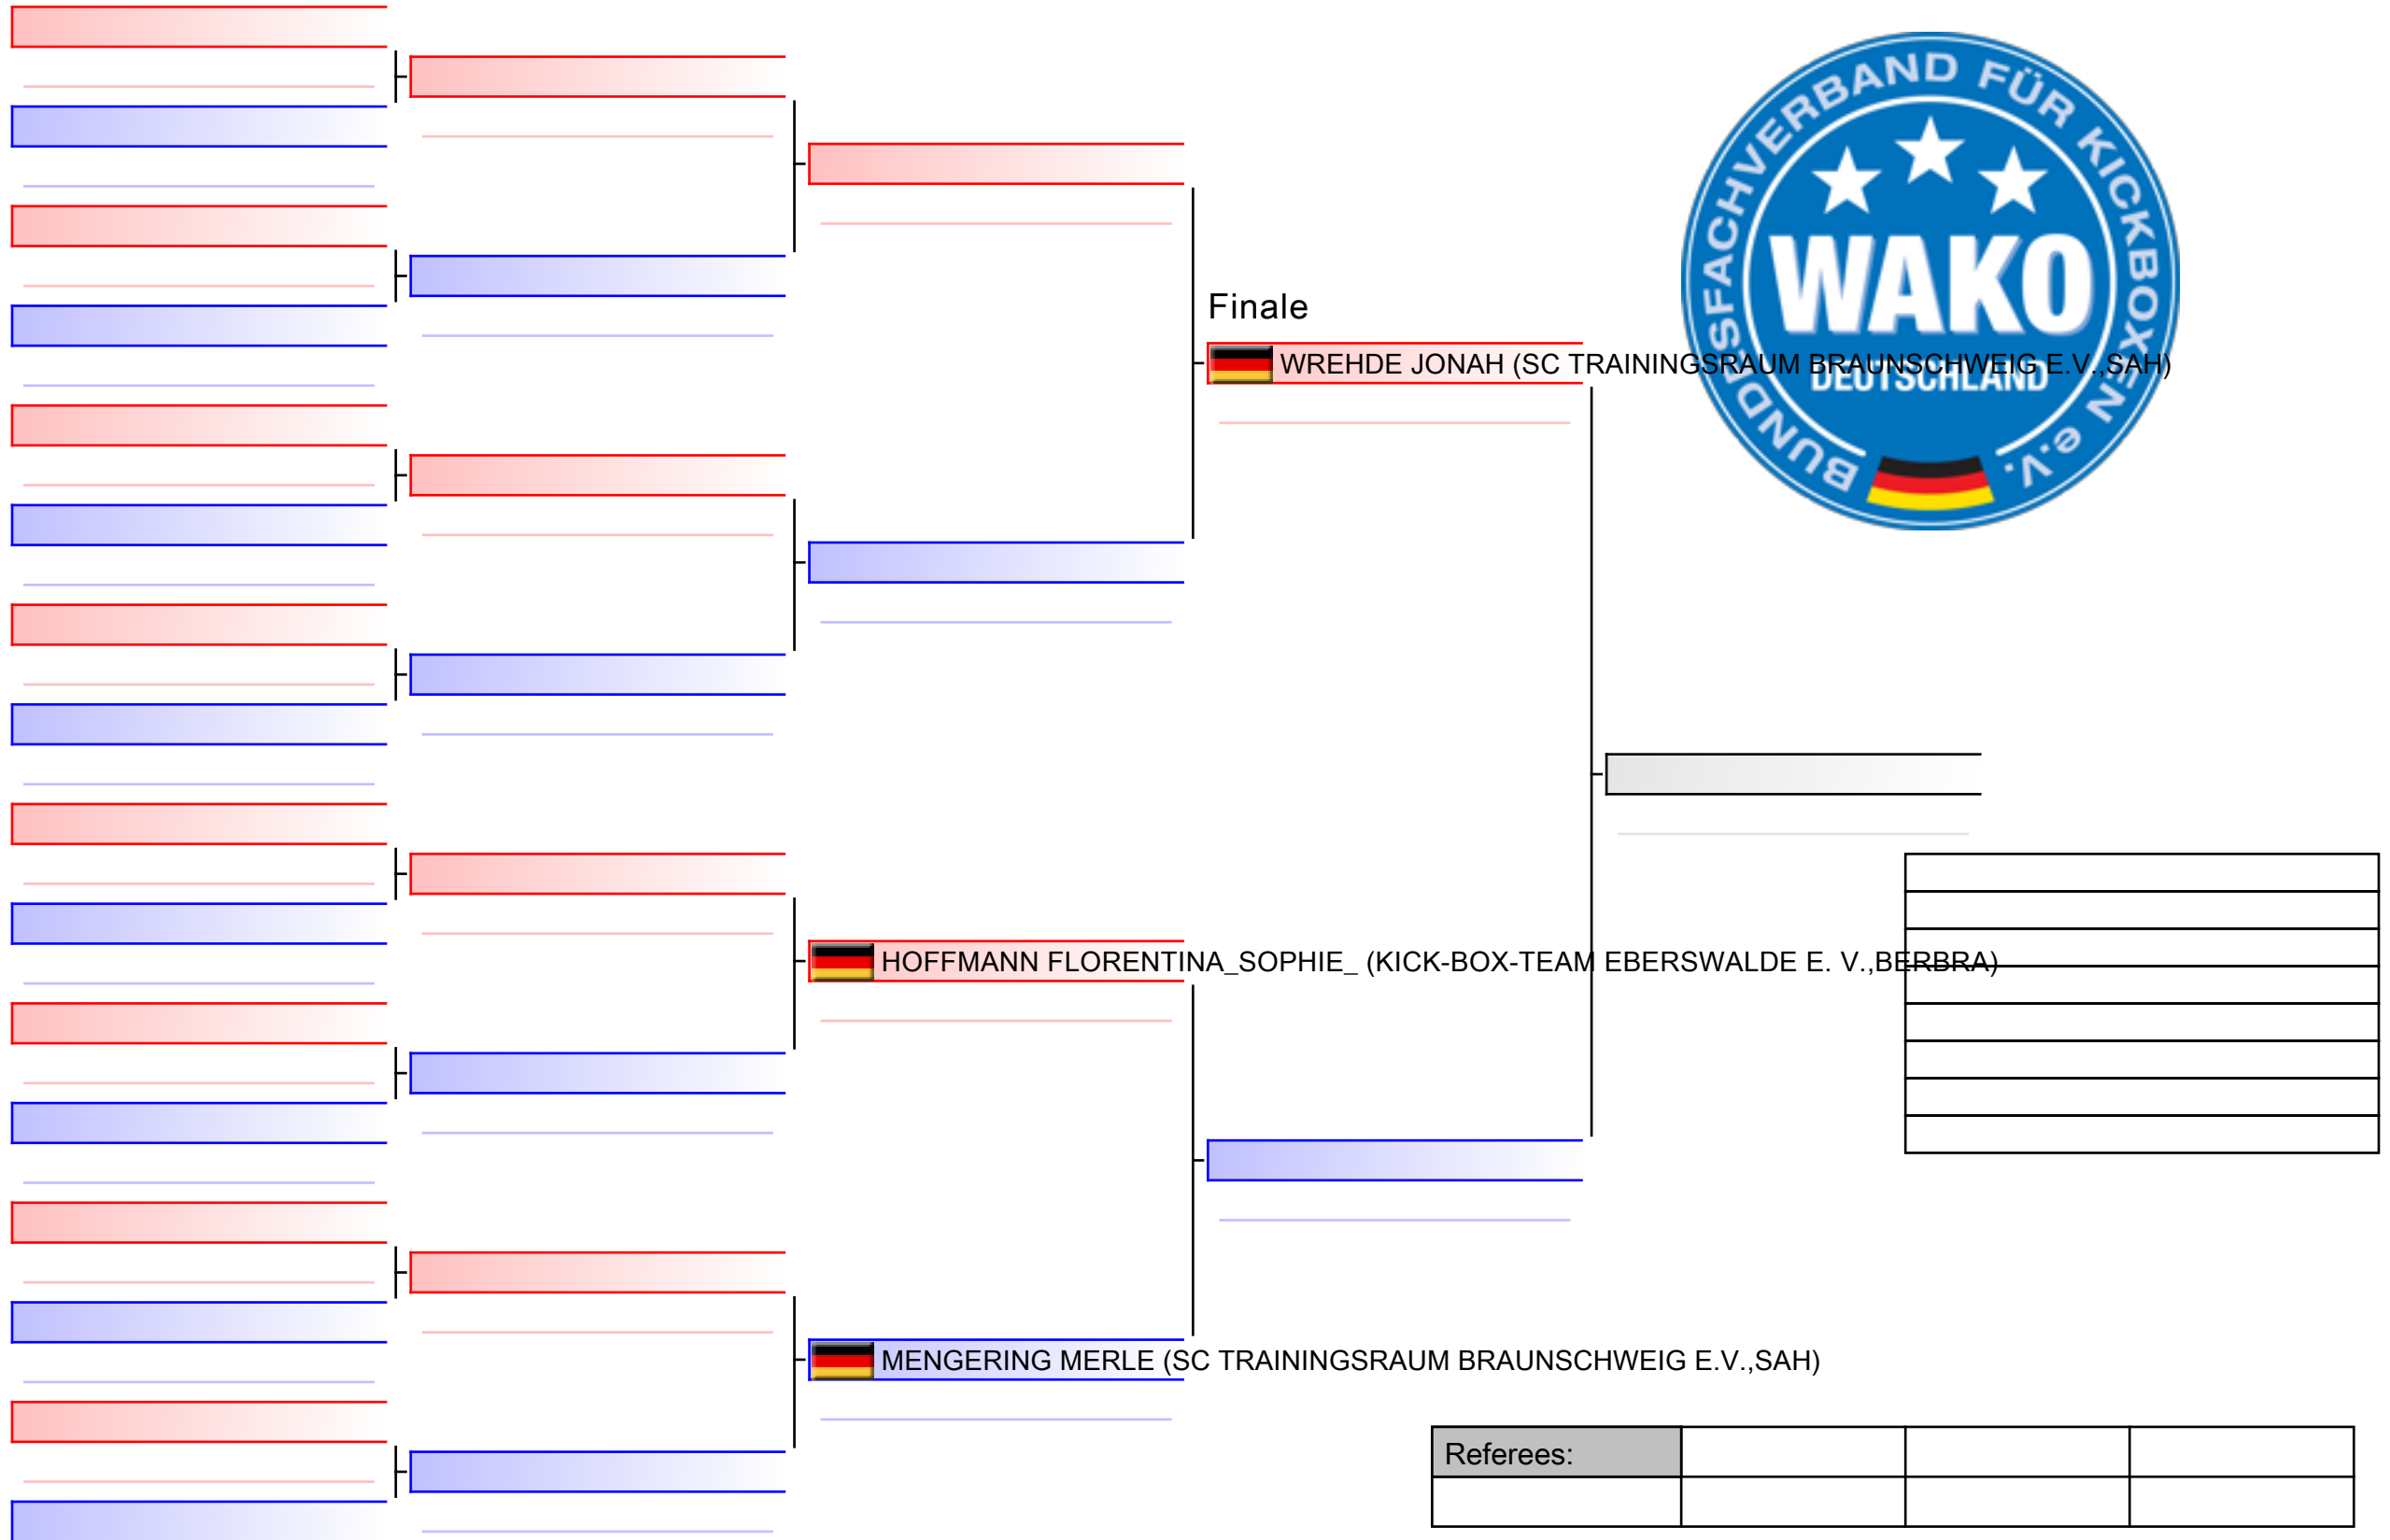 BUNDESFACHVERBAND FÜR KICKBOXEN e.V.
WAKO
DEUTSCHLAND
Finale
WREHDE JONAH (SC TRAININGSRAUM BRAUNSCHWEIG E.V.,SAH)
HOFFMANN FLORENTINA_SOPHIE_ (KICK-BOX-TEAM EBERSWALDE E. V.,BERBRA)
MENGERING MERLE (SC TRAININGSRAUM BRAUNSCHWEIG E.V.,SAH)
Referees: